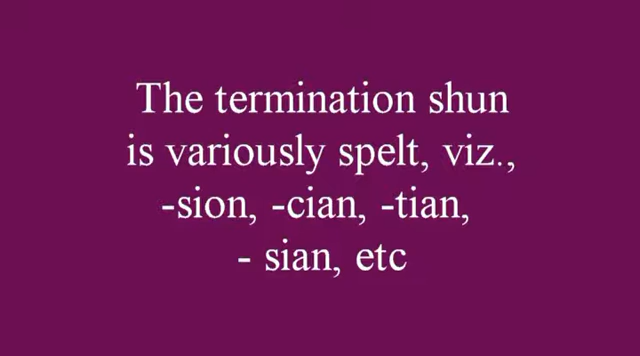 The termination shun
is variously spelt, viz.,
-sion, -cian, -tian,
- sian, etc